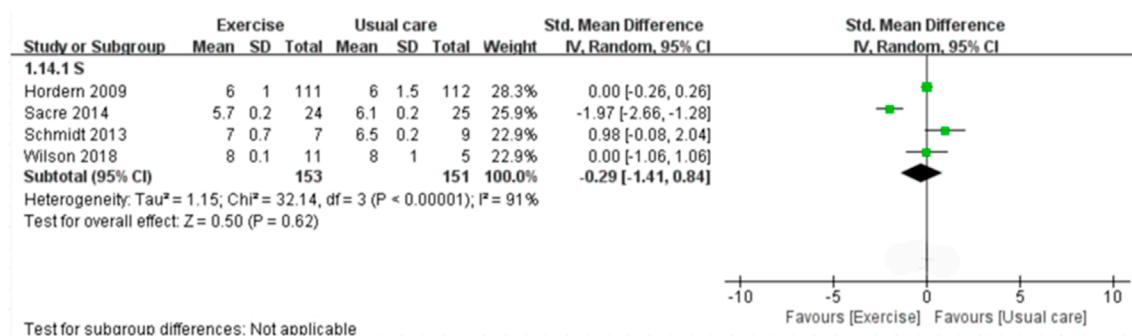 Exercise Usual care Std. Mean Difference Std. Mean Difference
Study or Subgroup Mean SD Total Mean SD Total Weight IV, Random, 95% CI IV, Random, 95% CI
1.14.1 S
Hordern 2009 6 1 111 6 1.5 112 28.3% 0.00 [-0.26, 0.26]
Sacre 2014 5.7 0.2 24 6.1 0.2 25 25.9% -1.97 [-2.66, -1.28]
Schmidt 2013 7 0.7 7 6.5 0.2 9 22.9% 0.98 [-0.08, 2.04]
Wilson 2018 8 0.1 11 8 1 5 22.9% 0.00 [-1.06, 1.06]
Subtotal (95% CI) 153 151 100.0% -0.29 [-1.41, 0.84]
Heterogeneity: Tau² = 1.15; Chi² = 32.14, df = 3 (P < 0.00001); I² = 91%
Test for overall effect: Z = 0.50 (P = 0.62)
-10 -5 0 5 10
Favours [Exercise] Favours [Usual care]
Test for subgroup differences: Not applicable